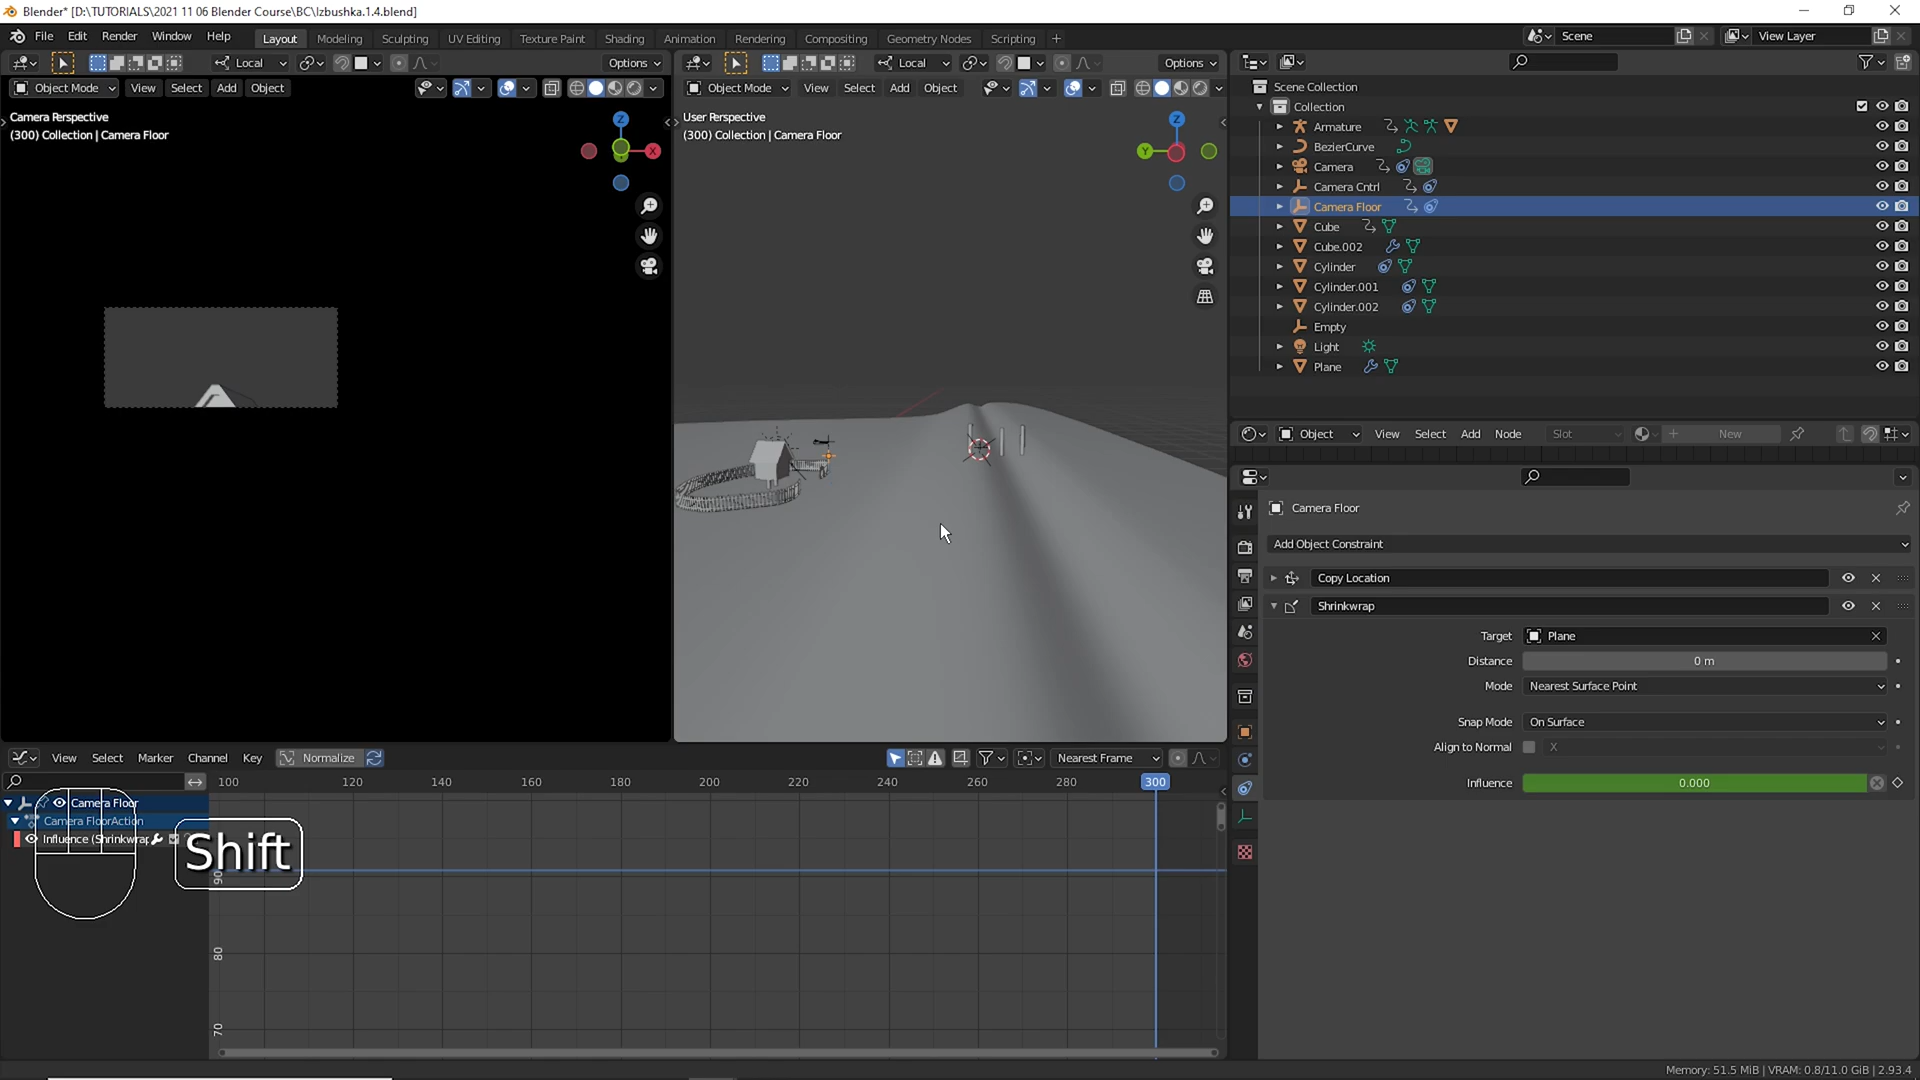 Blender* [D:\TUTORIALS\2021 11 06 Blender Course\BC\Izbushka.1.4.blend]
File Edit Render Window Help Layout Modeling Sculpting UV Editing Texture Paint Shading Animation Rendering Compositing Geometry Nodes Scripting + Scene View Layer
Local Options Local Options
Object Mode View Select Add Object Object Mode View Select Add Object
Camera Perspective
(300) Collection | Camera Floor
Z
X
User Perspective
(300) Collection | Camera Floor
Z
Y
Scene Collection
Collection
Armature
BezierCurve
Camera
Camera Cntrl
Camera Floor
Cube
Cube.002
Cylinder
Cylinder.001
Cylinder.002
Empty
Light
Plane
Object View Select Add Node Slot New
Camera Floor
Add Object Constraint
Copy Location
Shrinkwrap
Target Plane
Distance 0 m
Mode Nearest Surface Point
Snap Mode On Surface
Align to Normal X
Influence 0.000
View Select Marker Channel Key Normalize Nearest Frame
100 120 140 160 180 200 220 240 260 280 300
Camera Floor
Camera FloorAction
Influence (Shrinkwrap
Shift
90
80
70
Memory: 51.5 MiB | VRAM: 0.8/11.0 GiB | 2.93.4